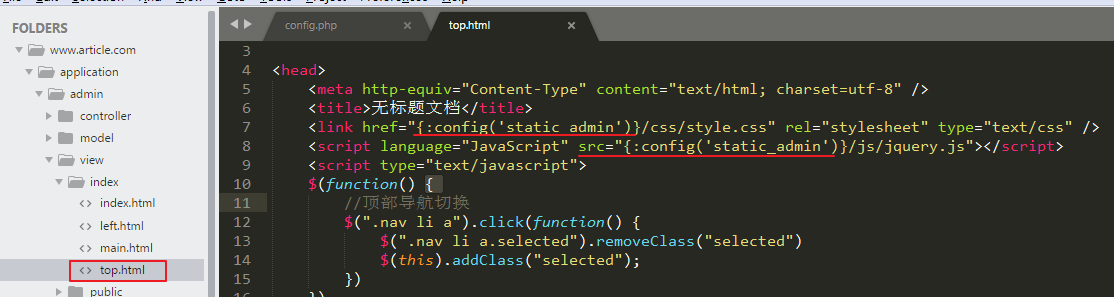 FOLDERS
www.article.com
application
admin
controller
model
view
index
index.html
left.html
main.html
top.html
public
config.php ×
top.html ×
3
4 <head>
5 <meta http-equiv="Content-Type" content="text/html; charset=utf-8" />
6 <title>无标题文档</title>
7 <link href="{:config('static_admin')}/css/style.css" rel="stylesheet" type="text/css" />
8 <script language="JavaScript" src="{:config('static_admin')}/js/jquery.js"></script>
9 <script type="text/javascript">
10 $(function() {
11 //顶部导航切换
12 $(".nav li a").click(function() {
13 $(".nav li a.selected").removeClass("selected")
14 $(this).addClass("selected");
15 })